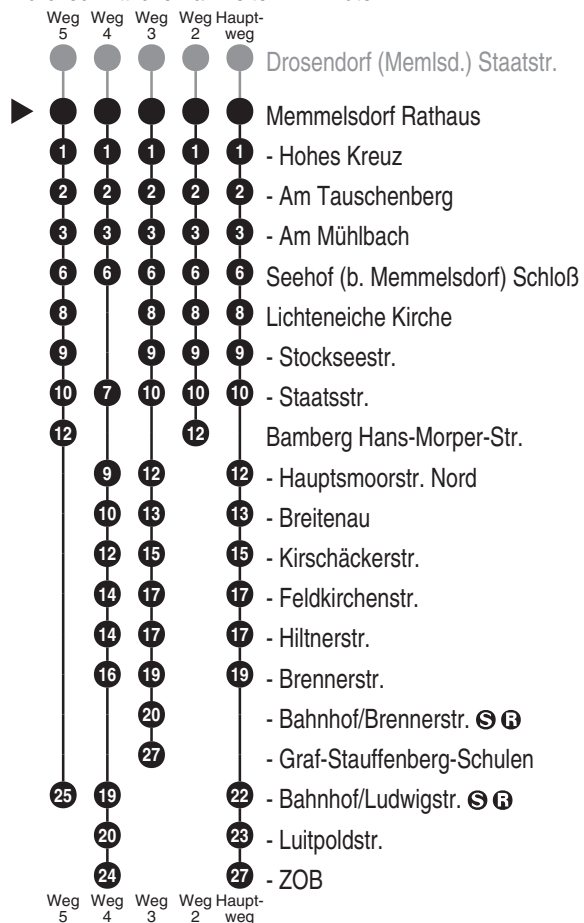 Weg Weg Weg Weg Haupt-
5 4 3 2 weg
Drosendorf (Memlsd.) Staatstr.
Memmelsdorf Rathaus
1 1 1 1 1 - Hohes Kreuz
2 2 2 2 2 - Am Tauschenberg
3 3 3 3 3 - Am Mühlbach
6 6 6 6 6 Seehof (b. Memmelsdorf) Schloß
8 8 8 8 Lichteneiche Kirche
9 9 9 9 - Stockseestr.
10 7 10 10 10 - Staatsstr.
12 12 Bamberg Hans-Morper-Str.
9 12 12 - Hauptsmoorstr. Nord
10 13 13 - Breitenau
12 15 15 - Kirschäckerstr.
14 17 17 - Feldkirchenstr.
14 17 17 - Hiltnerstr.
16 19 19 - Brennerstr.
20 - Bahnhof/Brennerstr. S R
27 - Graf-Stauffenberg-Schulen
25 19 22 - Bahnhof/Ludwigstr. S R
20 23 - Luitpoldstr.
24 27 - ZOB
Weg Weg Weg Weg Haupt-
5 4 3 2 weg